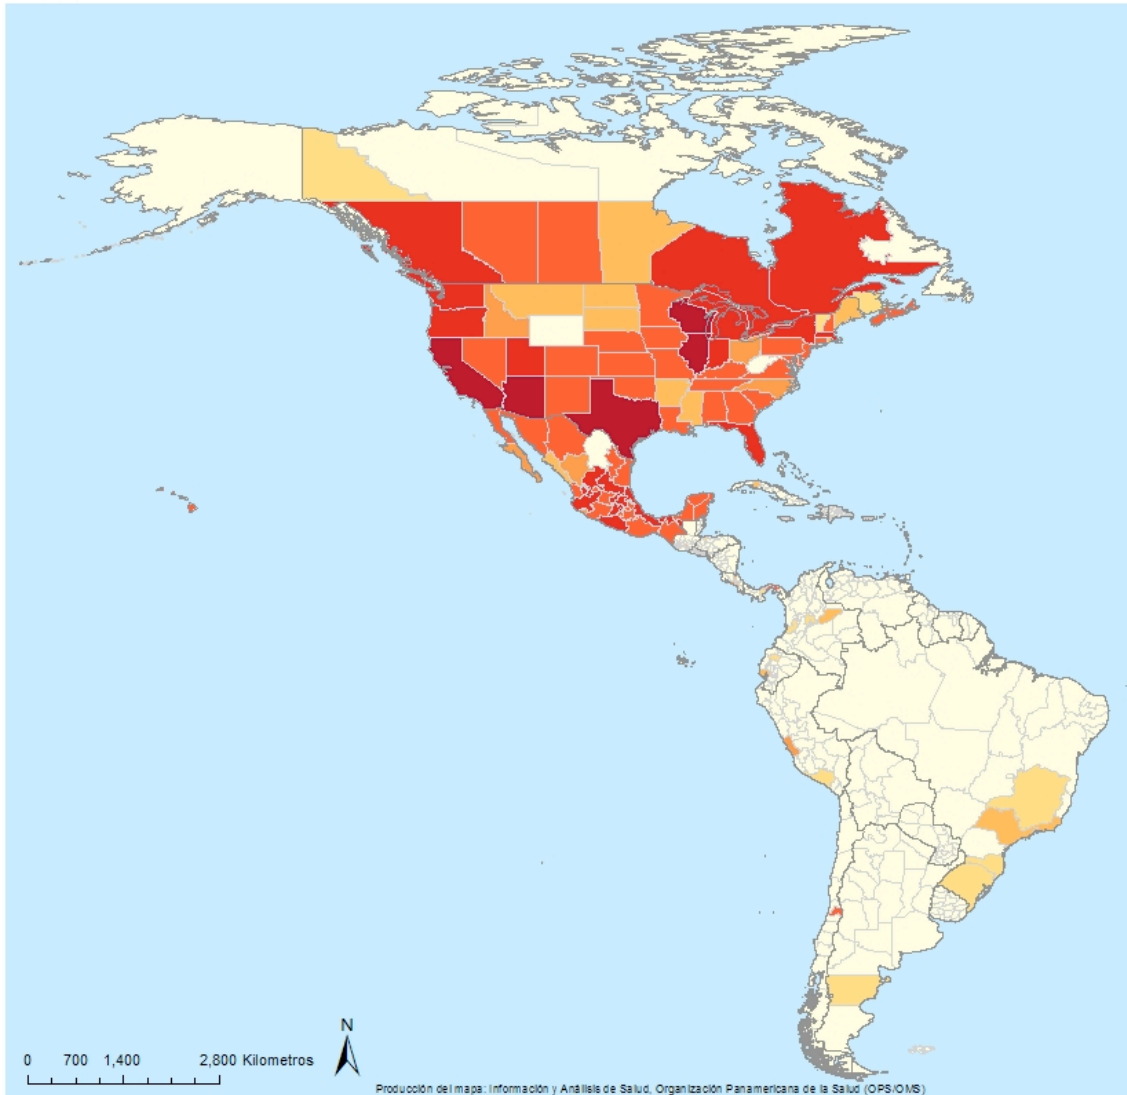 N
0 700 1,400 2,800 Kilometros
Producción del mapa: Información y Análisis de Salud, Organización Panamericana de la Salud (OPS/OMS)